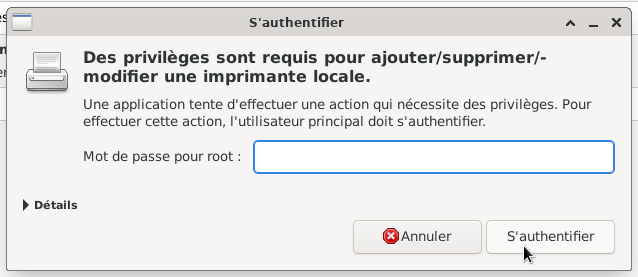 S'authentifier
Des privilèges sont requis pour ajouter/supprimer/-
modifier une imprimante locale.
Une application tente d'effectuer une action qui nécessite des privilèges. Pour
effectuer cette action, l'utilisateur principal doit s'authentifier.
Mot de passe pour root :
Détails
Annuler
S'authentifier